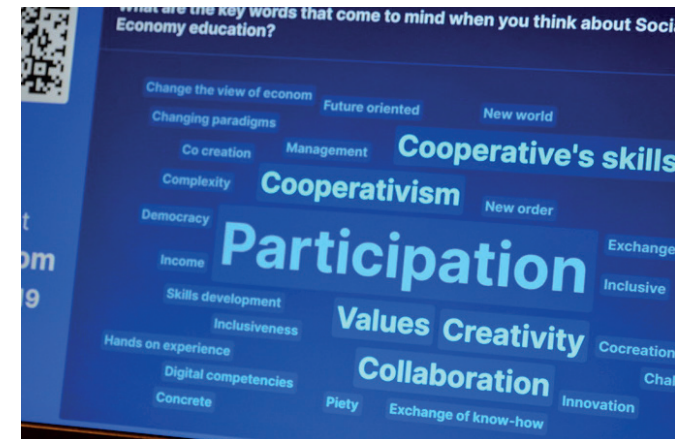 What are the key words that come to mind when you think about Soci
Economy education?
Change the view of econom
Future oriented
New world
Changing paradigms
Co creation
Management
Cooperative's skills
Complexity
Cooperativism
New order
Democracy
Participation
Exchange
Income
Inclusive
Skills development
Inclusiveness
Values
Creativity
Cocreation
Hands on experience
Digital competencies
Collaboration
Chal
Concrete
Piety
Exchange of know-how
Innovation
t
om
19